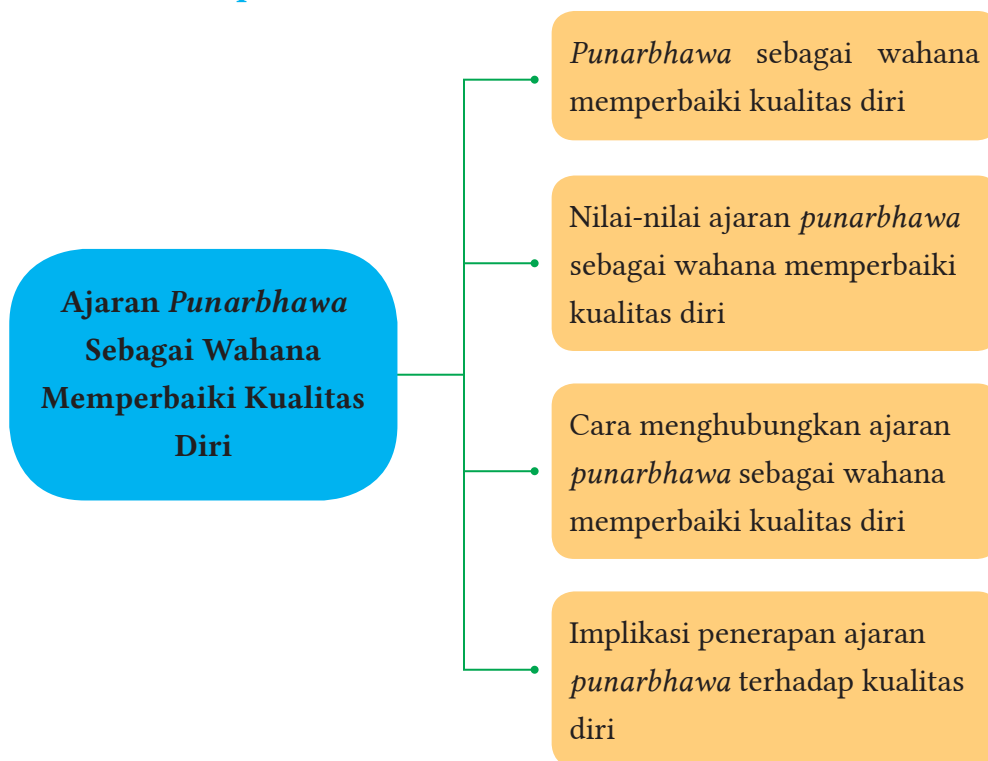 Ajaran Punarbhawa
Sebagai Wahana
Memperbaiki Kualitas
Diri
Punarbhawa sebagai wahana
memperbaiki kualitas diri
Nilai-nilai ajaran punarbhawa
sebagai wahana memperbaiki
kualitas diri
Cara menghubungkan ajaran
punarbhawa sebagai wahana
memperbaiki kualitas diri
Implikasi penerapan ajaran
punarbhawa terhadap kualitas
diri